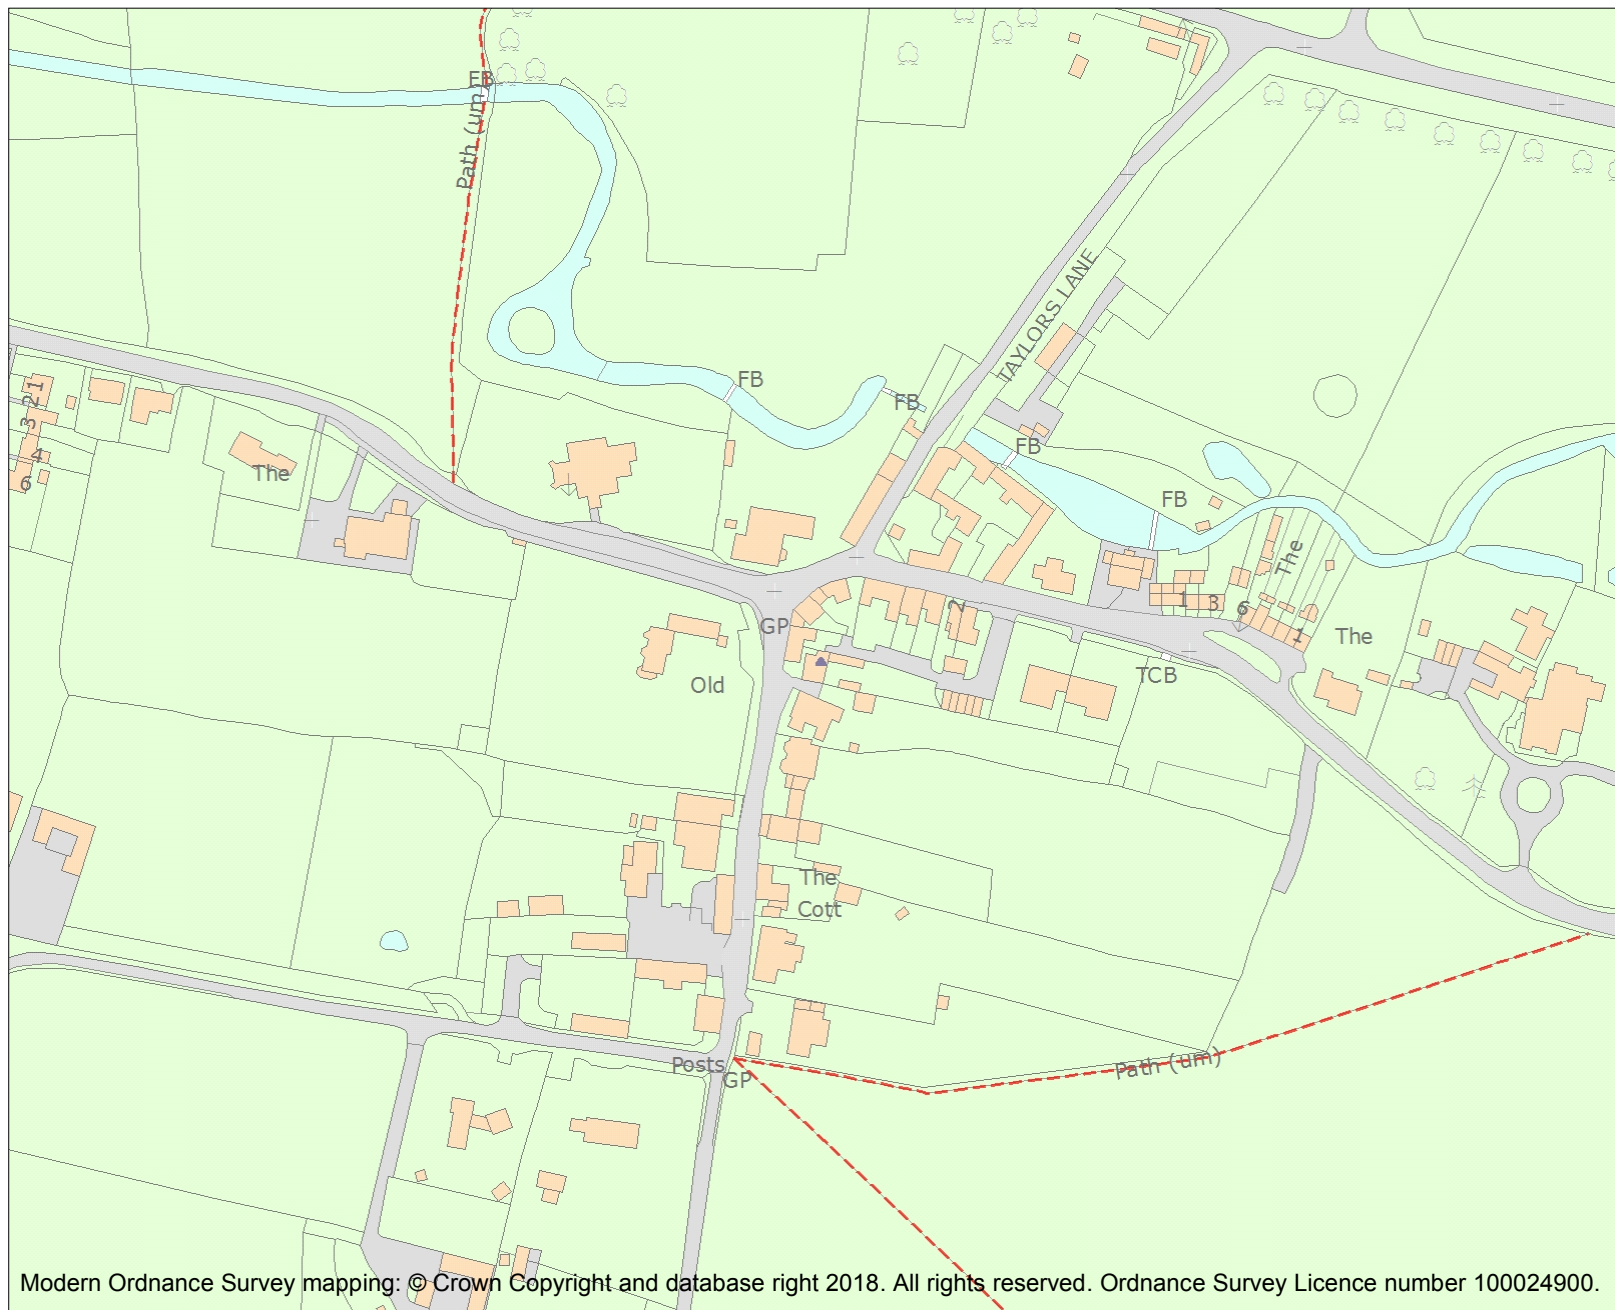 FB
Path (um)
TAYLORS LANE
FB
FB
1
2
3
4
6
The
FB
FB
The
2
1
3
6
1
The
GP
TCB
Old
The
Cott
Posts
GP
Path (um)
Modern Ordnance Survey mapping: © Crown Copyright and database right 2018. All rights reserved. Ordnance Survey Licence number 100024900.